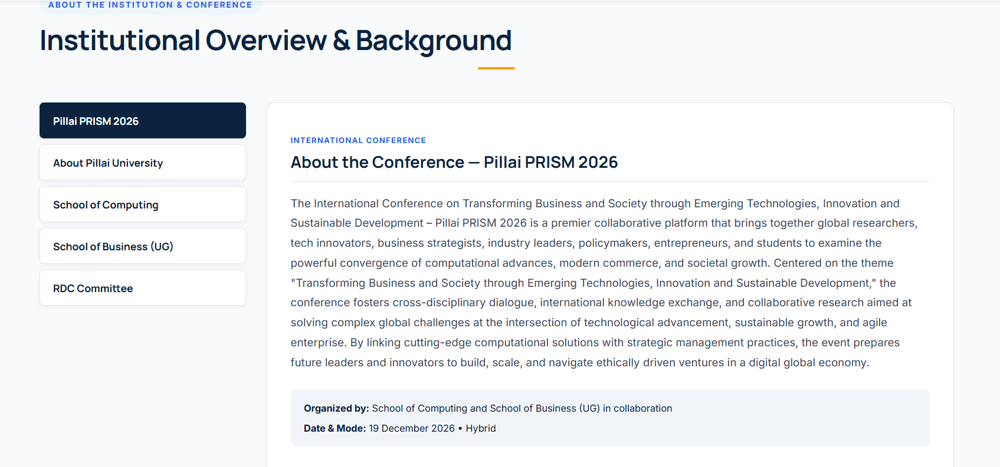 ABOUT THE INSTITUTION & CONFERENCE
Institutional Overview & Background
Pillai PRISM 2026
About Pillai University
School of Computing
School of Business (UG)
RDC Committee
INTERNATIONAL CONFERENCE
About the Conference — Pillai PRISM 2026
The International Conference on Transforming Business and Society through Emerging Technologies, Innovation and
Sustainable Development – Pillai PRISM 2026 is a premier collaborative platform that brings together global researchers,
tech innovators, business strategists, industry leaders, policymakers, entrepreneurs, and students to examine the
powerful convergence of computational advances, modern commerce, and societal growth. Centered on the theme
"Transforming Business and Society through Emerging Technologies, Innovation and Sustainable Development," the
conference fosters cross-disciplinary dialogue, international knowledge exchange, and collaborative research aimed at
solving complex global challenges at the intersection of technological advancement, sustainable growth, and agile
enterprise. By linking cutting-edge computational solutions with strategic management practices, the event prepares
future leaders and innovators to build, scale, and navigate ethically driven ventures in a digital global economy.
Organized by: School of Computing and School of Business (UG) in collaboration
Date & Mode: 19 December 2026 • Hybrid